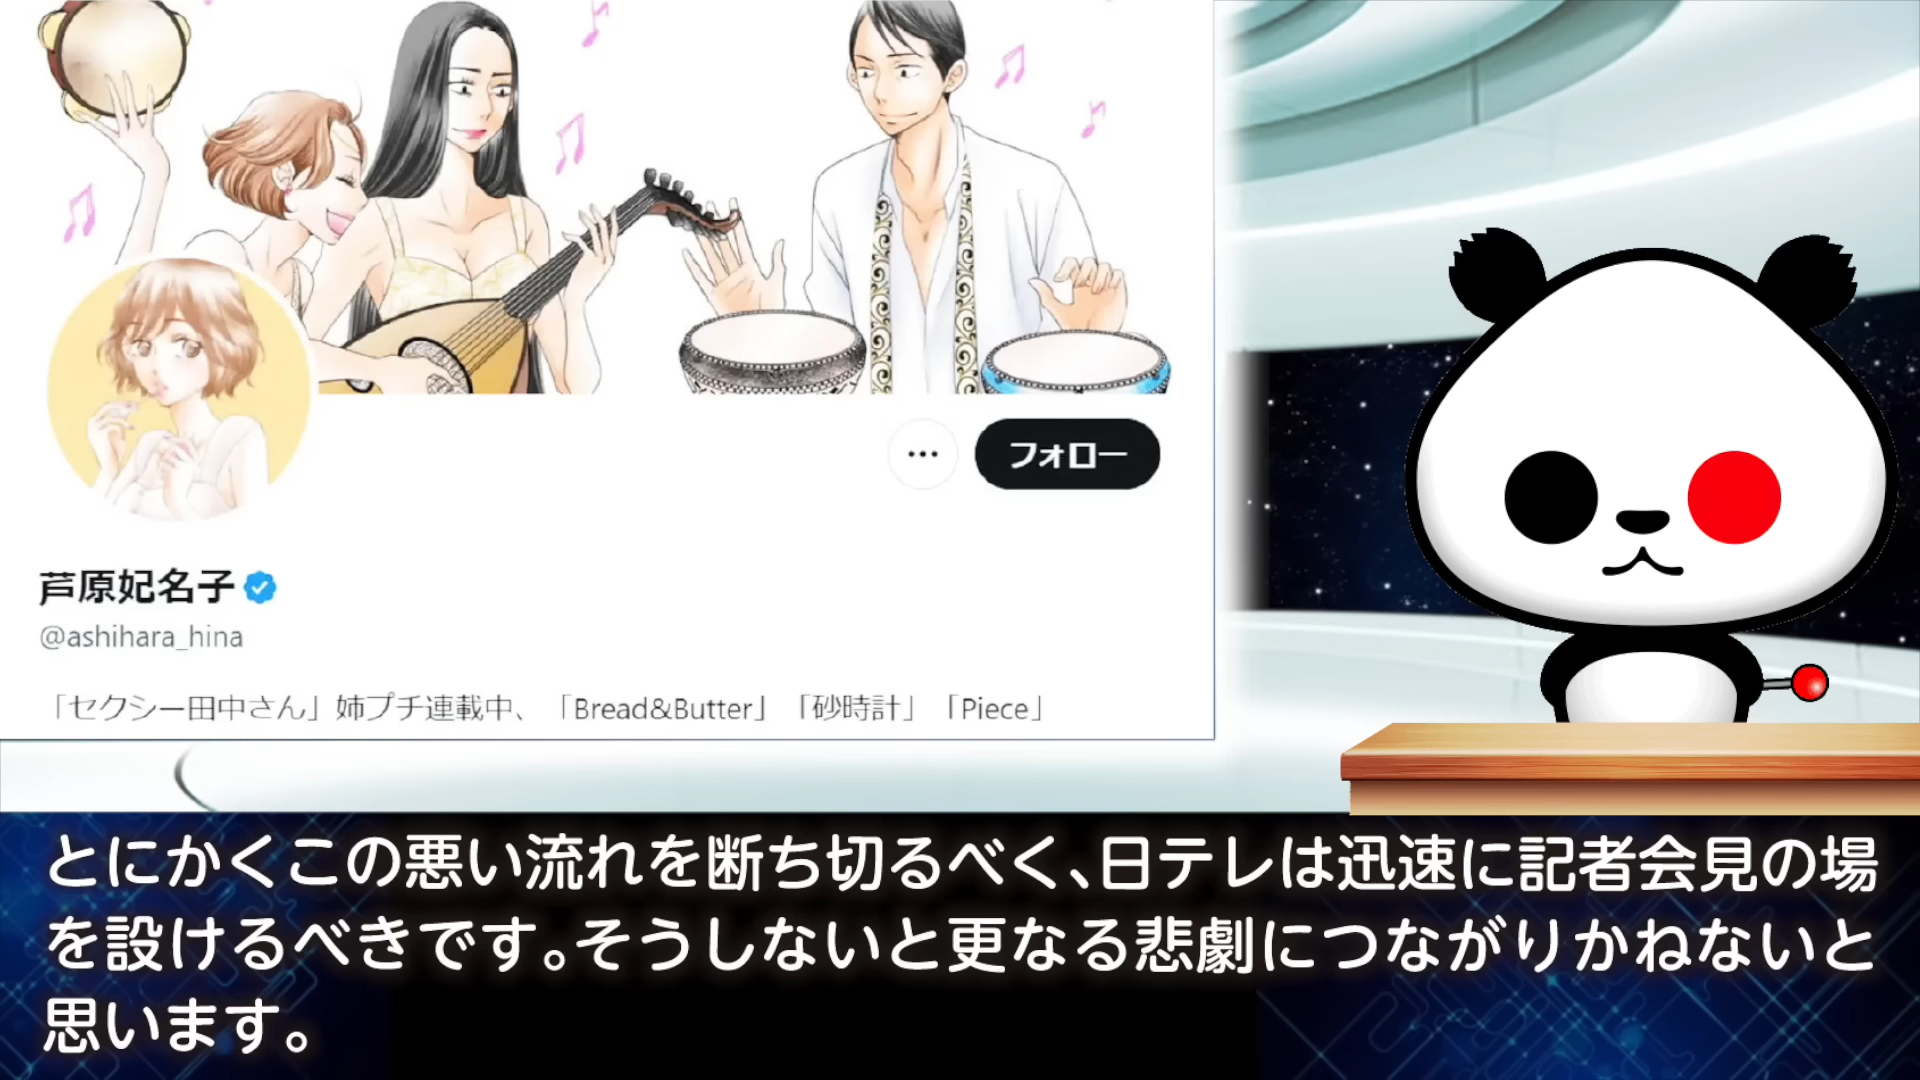 フォロー
芦原妃名子
@ashihara_hina
「セクシー田中さん」姉プチ連載中、「Bread&Butter」「砂時計」「Piece」
とにかくこの悪い流れを断ち切るべく、日テレは迅速に記者会見の場
を設けるべきです。そうしないと更なる悲劇につながりかねないと
思います。